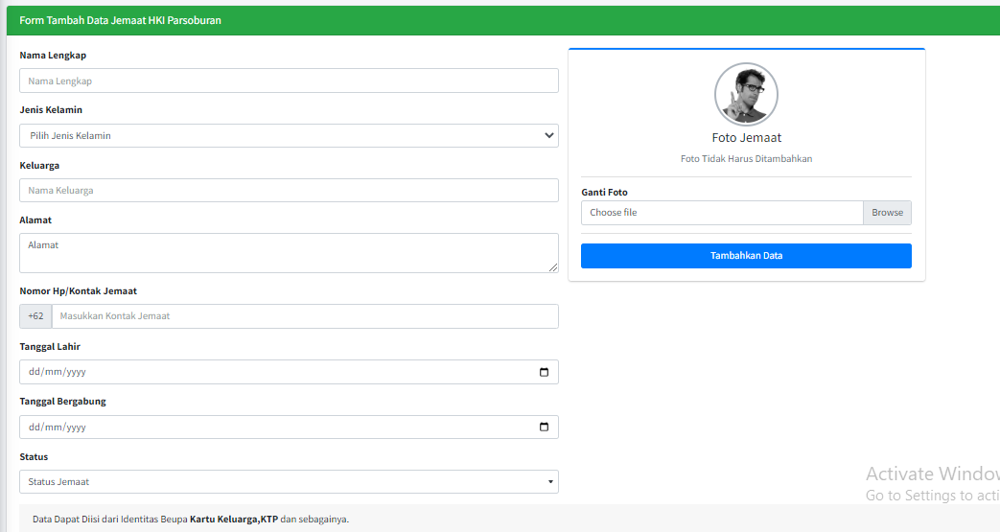 Form Tambah Data Jemaat HKI Parsoburan
Nama Lengkap
Nama Lengkap
Jenis Kelamin
Pilih Jenis Kelamin
Keluarga
Nama Keluarga
Alamat
Alamat
Nomor Hp/Kontak Jemaat
+62 Masukkan Kontak Jemaat
Tanggal Lahir
dd/mm/yyyy
Tanggal Bergabung
dd/mm/yyyy
Status
Status Jemaat
Data Dapat Diisi dari Identitas Beupa Kartu Keluarga,KTP dan sebagainya.
Foto Jemaat
Foto Tidak Harus Ditambahkan
Ganti Foto
Choose file Browse
Tambahkan Data
Activate Window
Go to Settings to acti